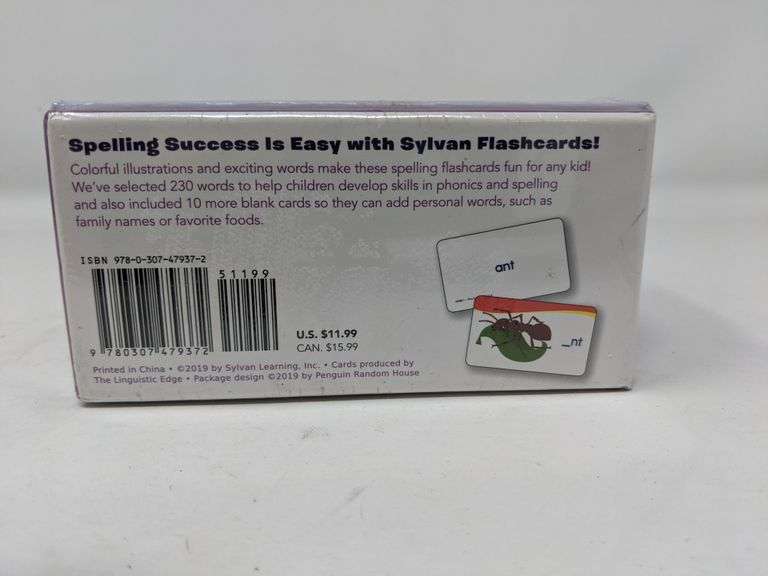 Spelling Success Is Easy with Sylvan Flashcards!
Colorful illustrations and exciting words make these spelling flashcards fun for any kid!
We've selected 230 words to help children develop skills in phonics and spelling
and also included 10 more blank cards so they can add personal words, such as
family names or favorite foods.
ISBN 978-0-307-47937-2
51199
9 780307 479372
U.S. $11.99
CAN. $15.99
Printed in China • ©2019 by Sylvan Learning, Inc. • Cards produced by
The Linguistic Edge • Package design ©2019 by Penguin Random House
ant
_nt